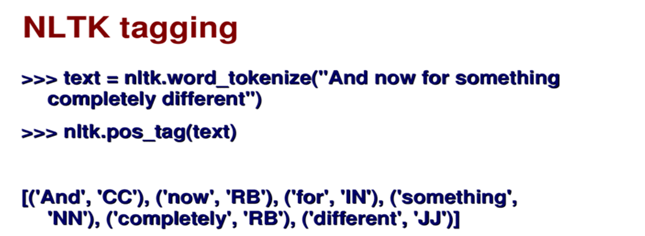 NLTK tagging
>>> text = nltk.word_tokenize("And now for something
completely different")
>>> nltk.pos_tag(text)
[('And', 'CC'), ('now', 'RB'), ('for', 'IN'), ('something',
'NN'), ('completely', 'RB'), ('different', 'JJ')]